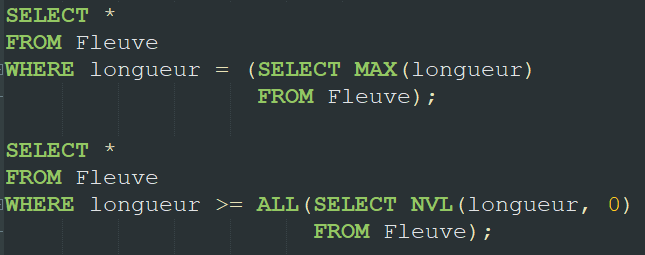 SELECT *
FROM Fleuve
WHERE longueur = (SELECT MAX(longueur)
FROM Fleuve);
SELECT *
FROM Fleuve
WHERE longueur >= ALL(SELECT NVL(longueur, 0)
FROM Fleuve);